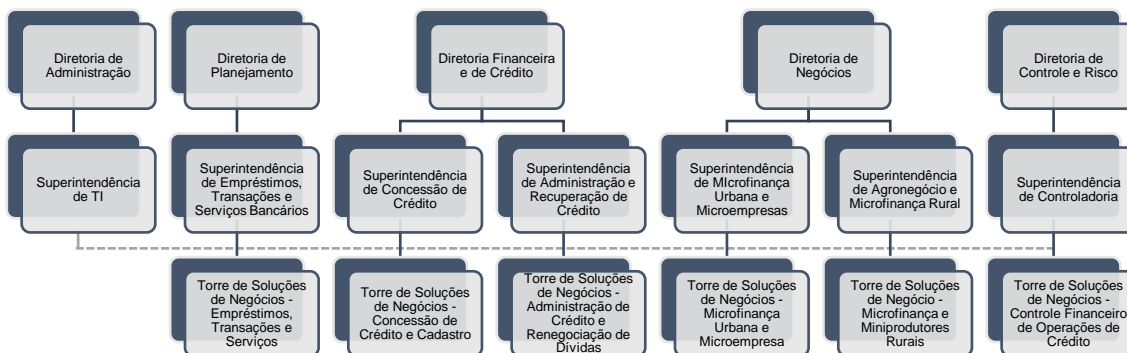 Diretoria de
Administração
Diretoria de
Planejamento
Diretoria Financeira
e de Crédito
Diretoria de
Negócios
Diretoria de
Controle e Risco
Superintendência
de TI
Superintendência
de Empréstimos,
Transações e
Serviços Bancários
Superintendência
de Concessão de
Crédito
Superintendência
de Administração e
Recuperação de
Crédito
Superintendência
de MIcrofinança
Urbana e
Microempresas
Superintendência
de Agronegócio e
Microfinança Rural
Superintendência
de Controladoria
Torre de Soluções
de Negócios -
Empréstimos,
Transações e
Serviços
Torre de Soluções
de Negócios -
Concessão de
Crédito e Cadastro
Torre de Soluções
de Negócios -
Administração de
Crédito e
Renegociação de
Dívidas
Torre de Soluções
de Negócios -
Microfinança
Urbana e
Microempresa
Torre de Soluções
de Negócio -
Microfinança e
Miniprodutores
Rurais
Torre de Soluções
de Negócios -
Controle Financeiro
de Operações de
Crédito